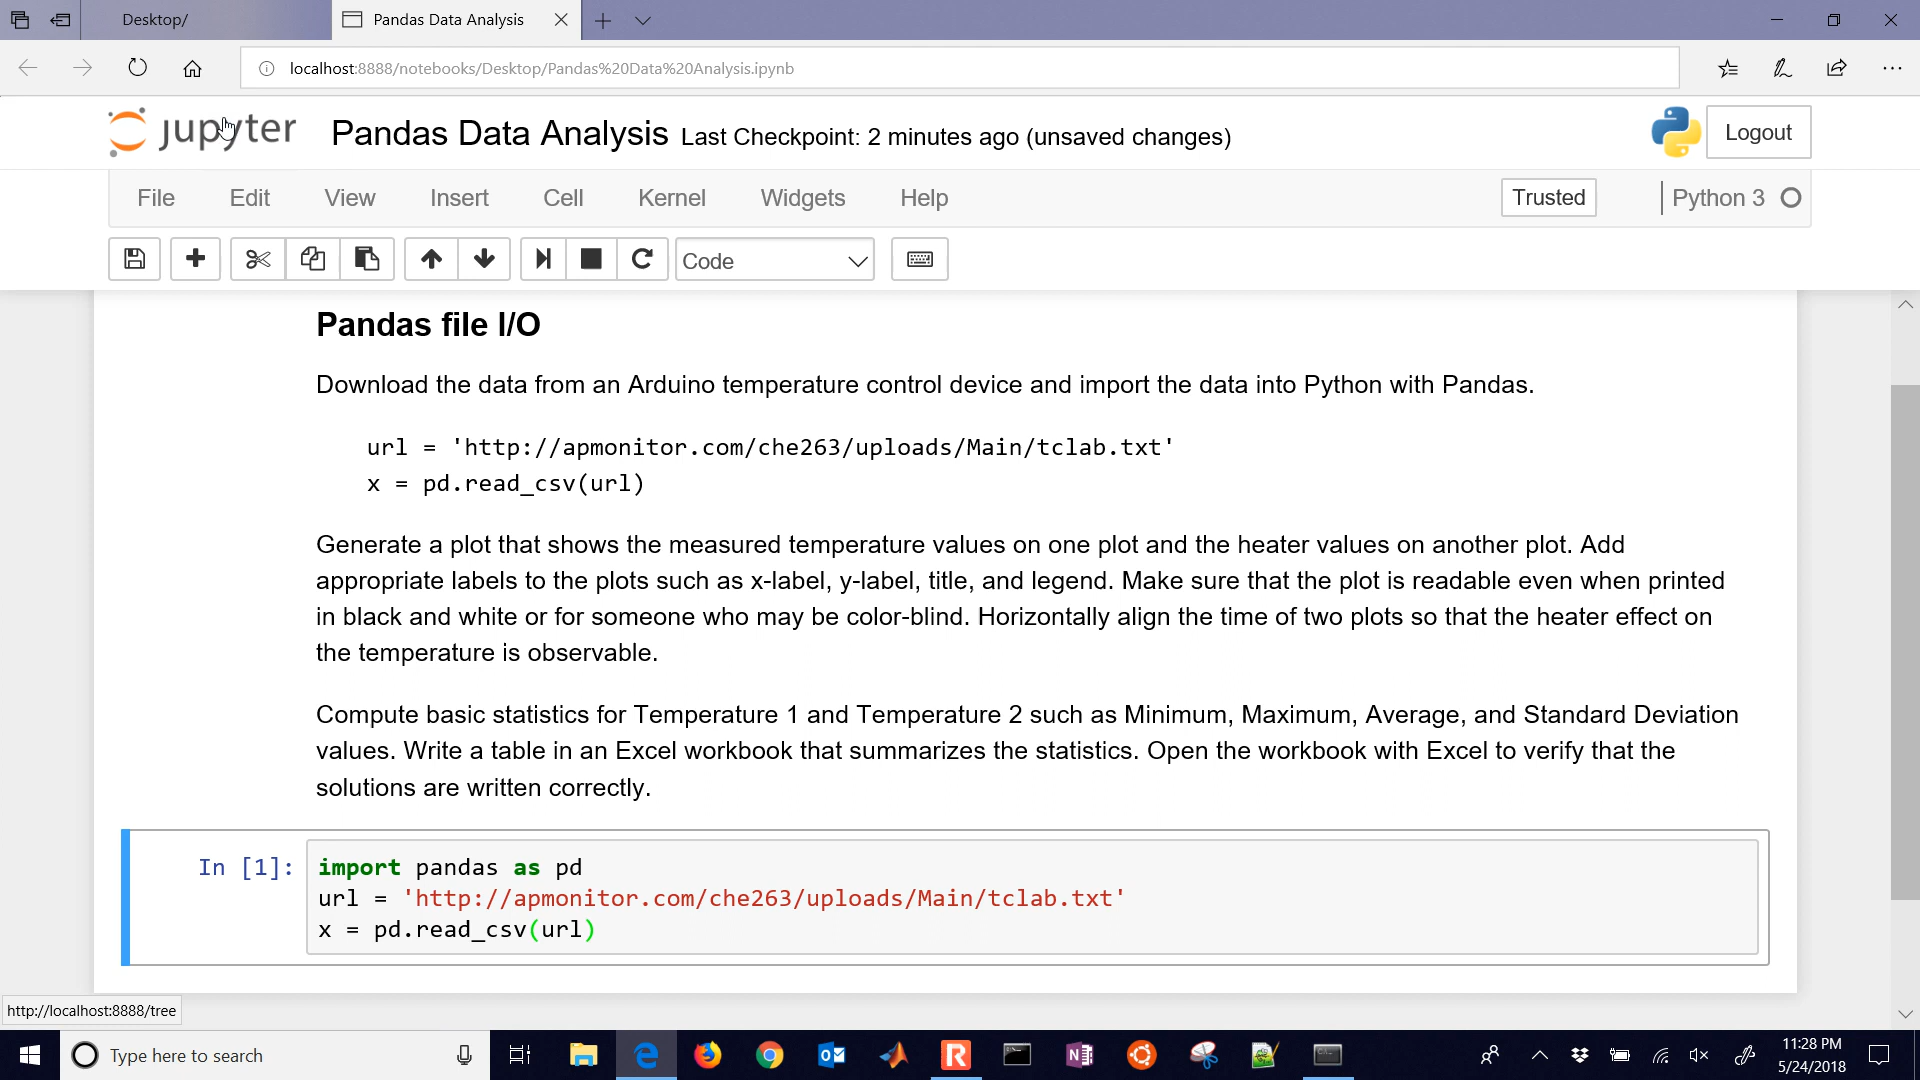 Desktop/
Pandas Data Analysis
localhost:8888/notebooks/Desktop/Pandas%20Data%20Analysis.ipynb
jupyter
Pandas Data Analysis Last Checkpoint: 2 minutes ago (unsaved changes)
Logout
File Edit View Insert Cell Kernel Widgets Help
Trusted
Python 3
Code
Pandas file I/O
Download the data from an Arduino temperature control device and import the data into Python with Pandas.
url = 'http://apmonitor.com/che263/uploads/Main/tclab.txt'
x = pd.read_csv(url)
Generate a plot that shows the measured temperature values on one plot and the heater values on another plot. Add
appropriate labels to the plots such as x-label, y-label, title, and legend. Make sure that the plot is readable even when printed
in black and white or for someone who may be color-blind. Horizontally align the time of two plots so that the heater effect on
the temperature is observable.
Compute basic statistics for Temperature 1 and Temperature 2 such as Minimum, Maximum, Average, and Standard Deviation
values. Write a table in an Excel workbook that summarizes the statistics. Open the workbook with Excel to verify that the
solutions are written correctly.
In [1]: import pandas as pd
url = 'http://apmonitor.com/che263/uploads/Main/tclab.txt'
x = pd.read_csv(url)
http://localhost:8888/tree
Type here to search
11:28 PM
5/24/2018